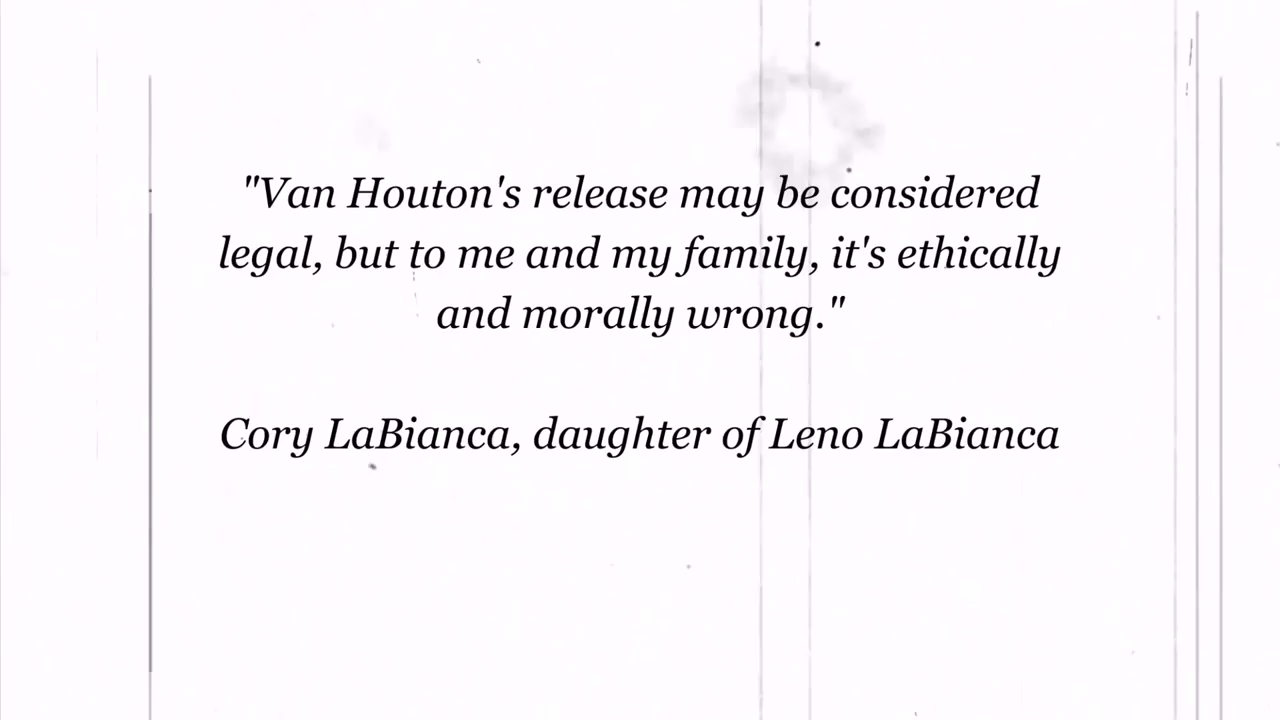 "Van Houton's release may be considered
legal, but to me and my family, it's ethically
and morally wrong."
Cory LaBianca, daughter of Leno LaBianca